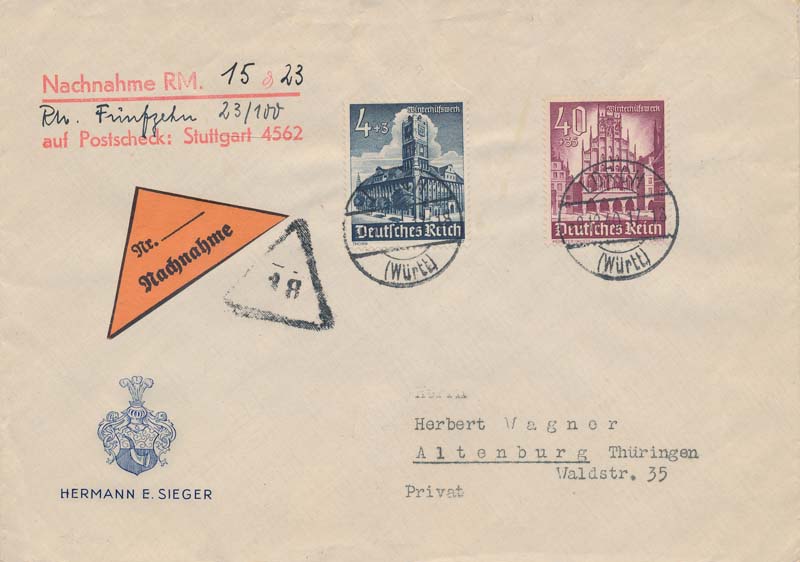 Nachnahme RM. 15 23
Rm. Fünfzehn 23/100
auf Postscheck: Stuttgart 4562
4+3
Winterhilfswerk
Deutsches Reich
(Württ)
40
+35
Winterhilfswerk
Deutsches Reich
(Württ)
Nr.
Nachnahme
Herrn
Herbert Wagner
Altenburg Thüringen
Waldstr. 35
Privat
HERMANN E. SIEGER